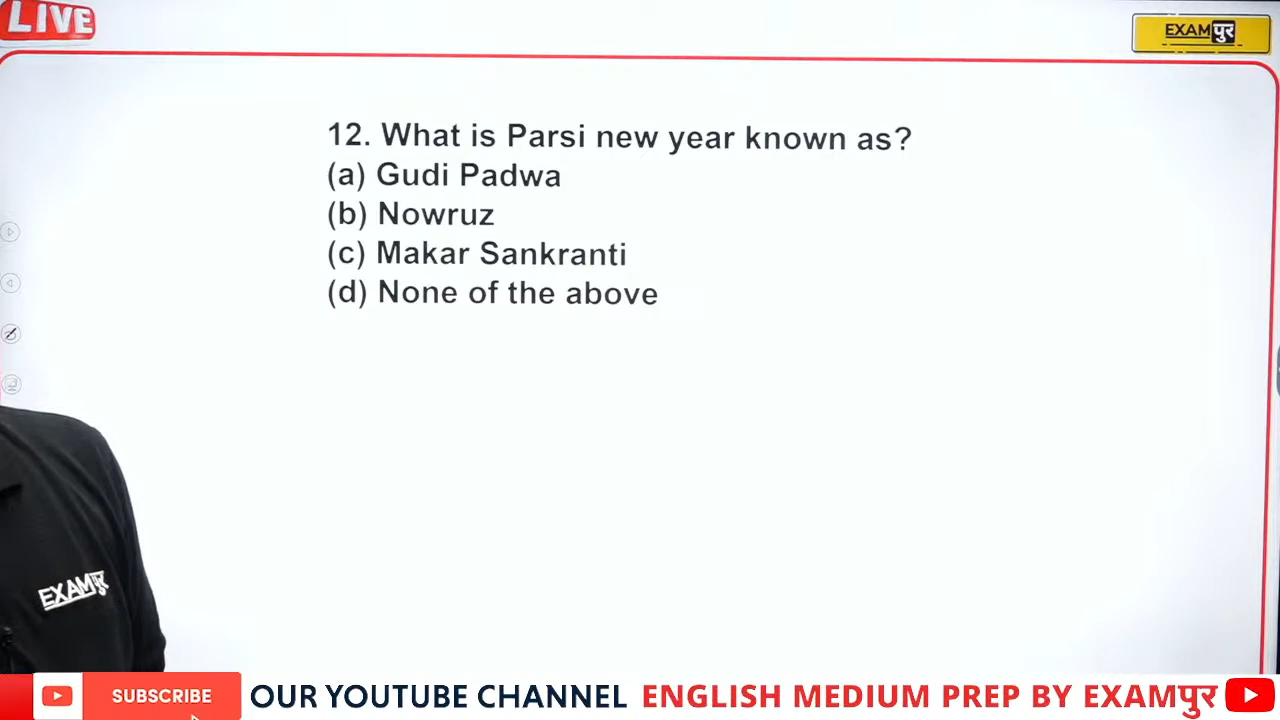 LIVE
EXAMपुर
12. What is Parsi new year known as?
(a) Gudi Padwa
(b) Nowruz
(c) Makar Sankranti
(d) None of the above
EXAMपुर
SUBSCRIBE OUR YOUTUBE CHANNEL ENGLISH MEDIUM PREP BY EXAMपुर